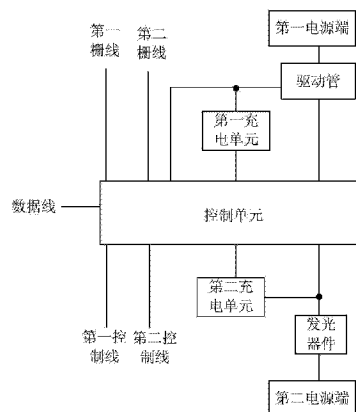 第一
栅线
第二
栅线
第一电源端
驱动管
第一充
电单元
数据线
控制单元
第二充
电单元
第一控
制线
第二控
制线
发光
器件
第二电源端